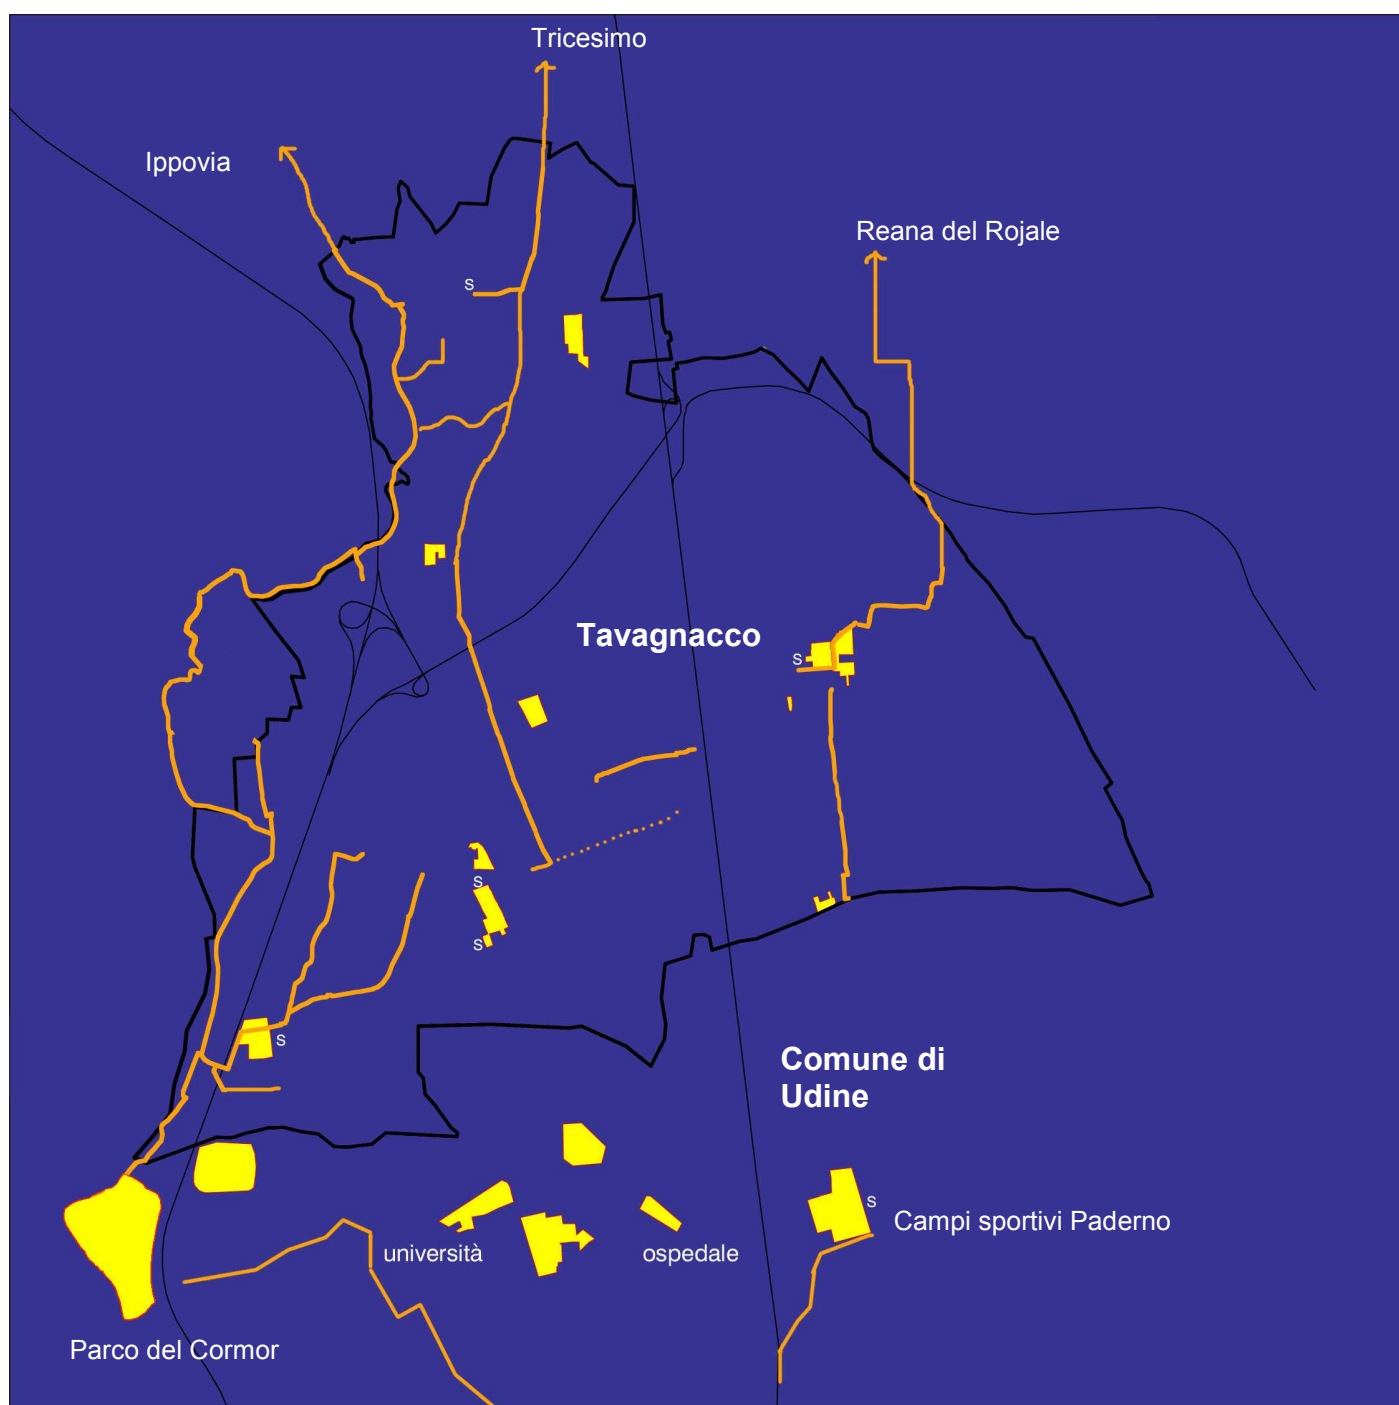 Tricesimo
Ippovia
Reana del Rojale
s
Tavagnacco
s
s
s
s
Comune di
Udine
s
Campi sportivi Paderno
università
ospedale
Parco del Cormor